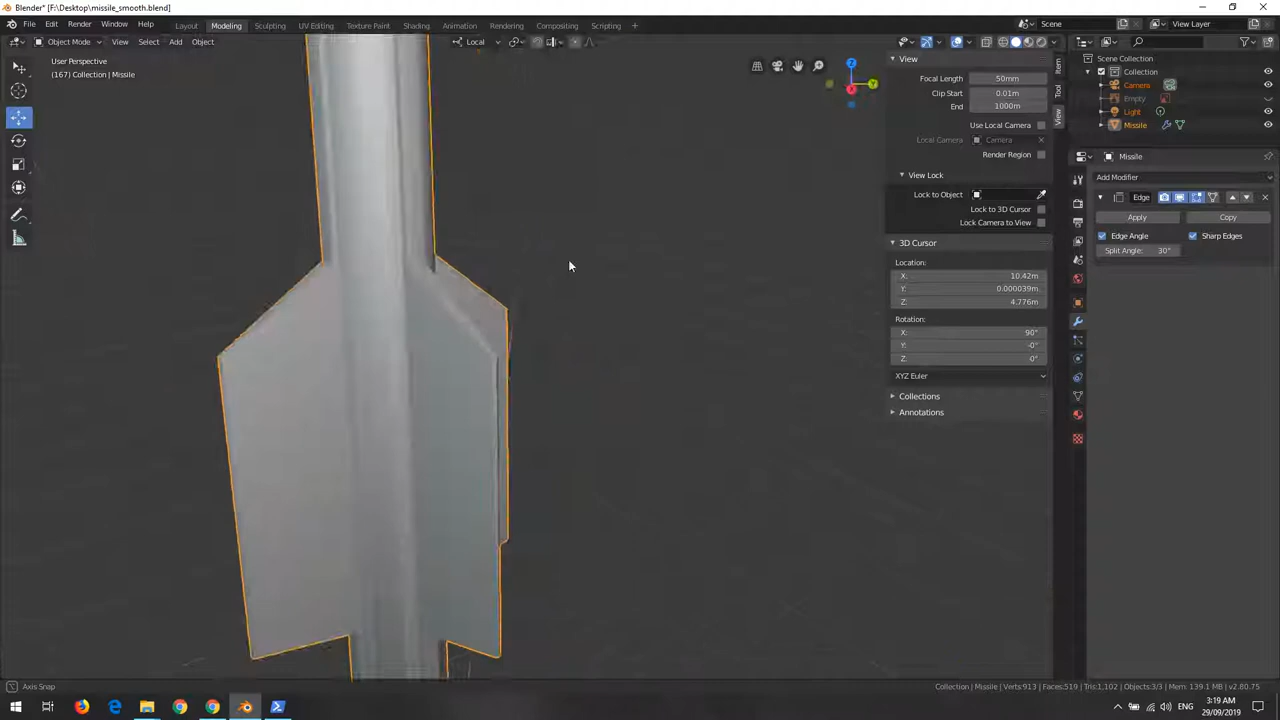 Blender* [F:\Desktop\missile_smooth.blend]
File Edit Render Window Help Layout Modeling Sculpting UV Editing Texture Paint Shading Animation Rendering Compositing Scripting + Scene View Layer
Object Mode View Select Add Object Local
User Perspective
(167) Collection | Missile
View
Focal Length 50mm
Clip Start 0.01m
End 1000m
Use Local Camera
Local Camera Camera
Render Region
View Lock
Lock to Object
Lock to 3D Cursor
Lock Camera to View
3D Cursor
Location:
X: 10.42m
Y: 0.000039m
Z: 4.776m
Rotation:
X: 90°
Y: -0°
Z: 0°
XYZ Euler
Collections
Annotations
Item
Tool
View
Scene Collection
Collection
Camera
Empty
Light
Missile
Missile
Add Modifier
Edge
Apply Copy
Edge Angle Sharp Edges
Split Angle: 30°
Axis Snap
Collection | Missile | Verts:913 | Faces:519 | Tris:1,102 | Objects:3/3 | Mem: 139.1 MB | v2.80.75
ENG
3:19 AM
29/09/2019